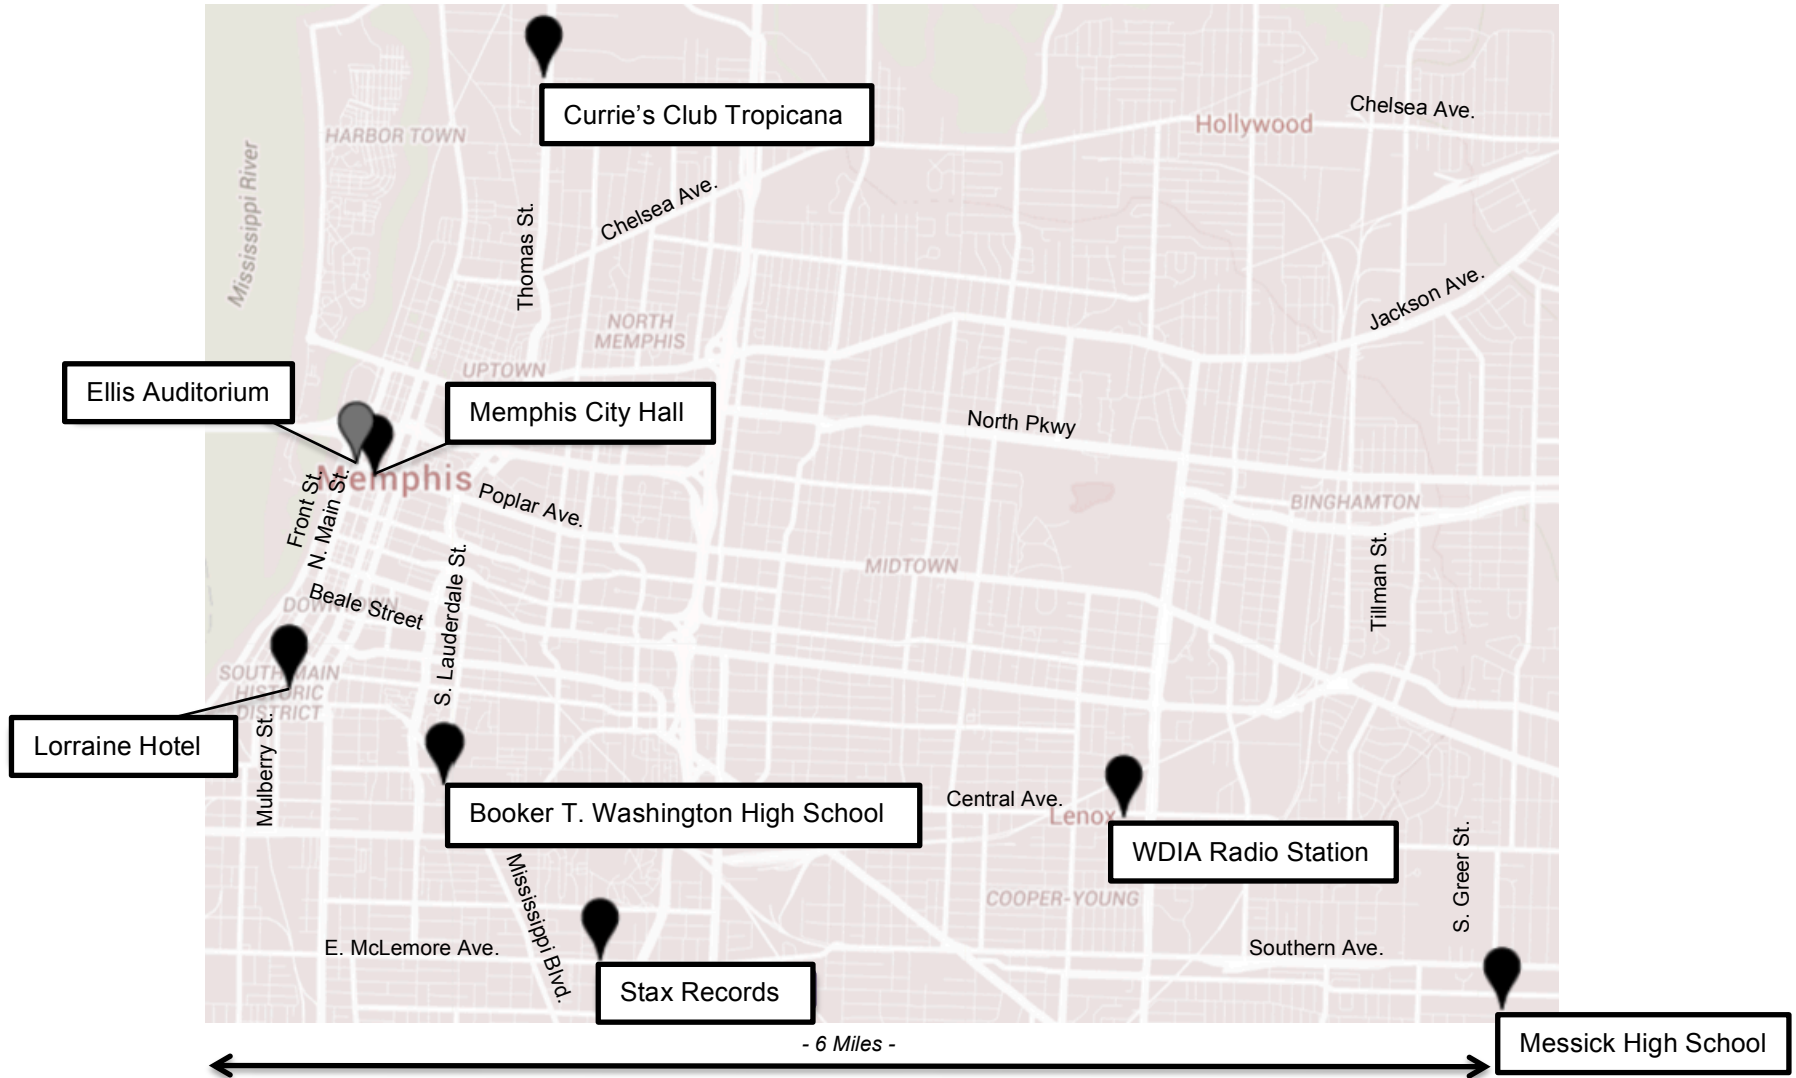 Currie's Club Tropicana
Chelsea Ave.
Hollywood
HARBOR TOWN
Mississippi River
Chelsea Ave.
Thomas St.
Jackson Ave.
NORTH
MEMPHIS
UPTOWN
Ellis Auditorium
Memphis City Hall
North Pkwy
Memphis
Front St.
N. Main St.
Poplar Ave.
BINGHAMTON
MIDTOWN
Tillman St.
S. Lauderdale St.
DOWNTOWN
Beale Street
SOUTH MAIN
HISTORIC
DISTRICT
Lorraine Hotel
Mulberry St.
Booker T. Washington High School
Central Ave.
Lenox
WDIA Radio Station
S. Greer St.
Mississippi Blvd.
COOPER-YOUNG
E. McLemore Ave.
Southern Ave.
Stax Records
Messick High School
- 6 Miles -